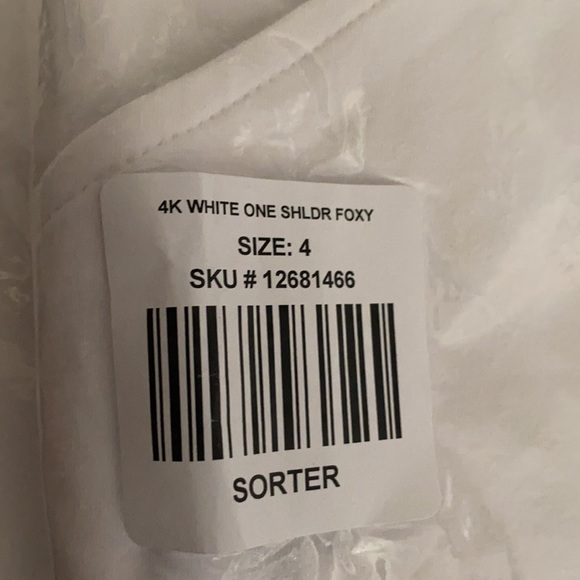 4K WHITE ONE SHLDR FOXY
SIZE: 4
SKU # 12681466
SORTER